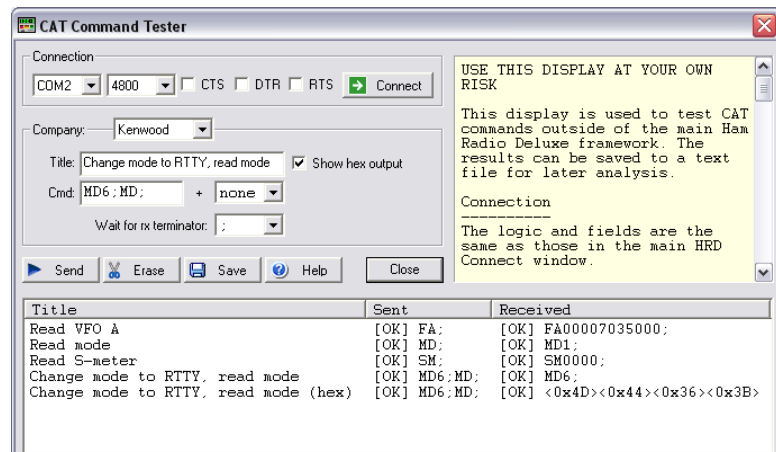 CAT Command Tester
Connection
COM2 4800 CTS DTR RTS Connect
Company: Kenwood
Title: Change mode to RTTY, read mode Show hex output
Cmd: MD6;MD; + none
Wait for rx terminator: ;
Send Erase Save Help Close
USE THIS DISPLAY AT YOUR OWN
RISK
This display is used to test CAT
commands outside of the main Ham
Radio Deluxe framework. The
results can be saved to a text
file for later analysis.
Connection
----------
The logic and fields are the
same as those in the main HRD
Connect window.
Title Sent Received
Read VFO A [OK] FA; [OK] FA00007035000;
Read mode [OK] MD; [OK] MD1;
Read S-meter [OK] SM; [OK] SM0000;
Change mode to RTTY, read mode [OK] MD6;MD; [OK] MD6;
Change mode to RTTY, read mode (hex) [OK] MD6;MD; [OK] <0x4D><0x44><0x36><0x3B>